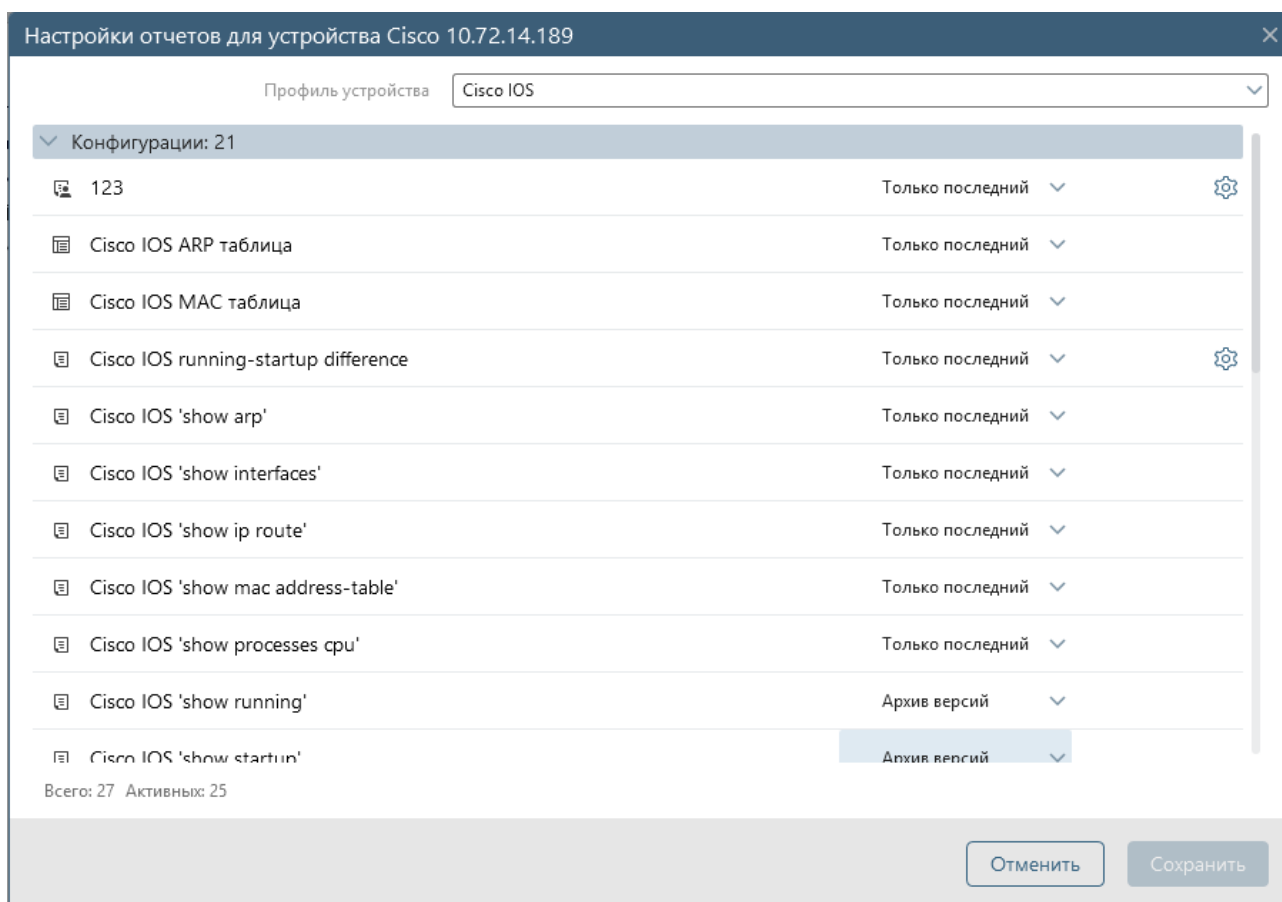 Настройки отчетов для устройства Cisco 10.72.14.189
Профиль устройства Cisco IOS
Конфигурации: 21
123 Только последний
Cisco IOS ARP таблица Только последний
Cisco IOS MAC таблица Только последний
Cisco IOS running-startup difference Только последний
Cisco IOS 'show arp' Только последний
Cisco IOS 'show interfaces' Только последний
Cisco IOS 'show ip route' Только последний
Cisco IOS 'show mac address-table' Только последний
Cisco IOS 'show processes cpu' Только последний
Cisco IOS 'show running' Архив версий
Cisco IOS 'show startup' Архив версий
Всего: 27 Активных: 25
Отменить Сохранить